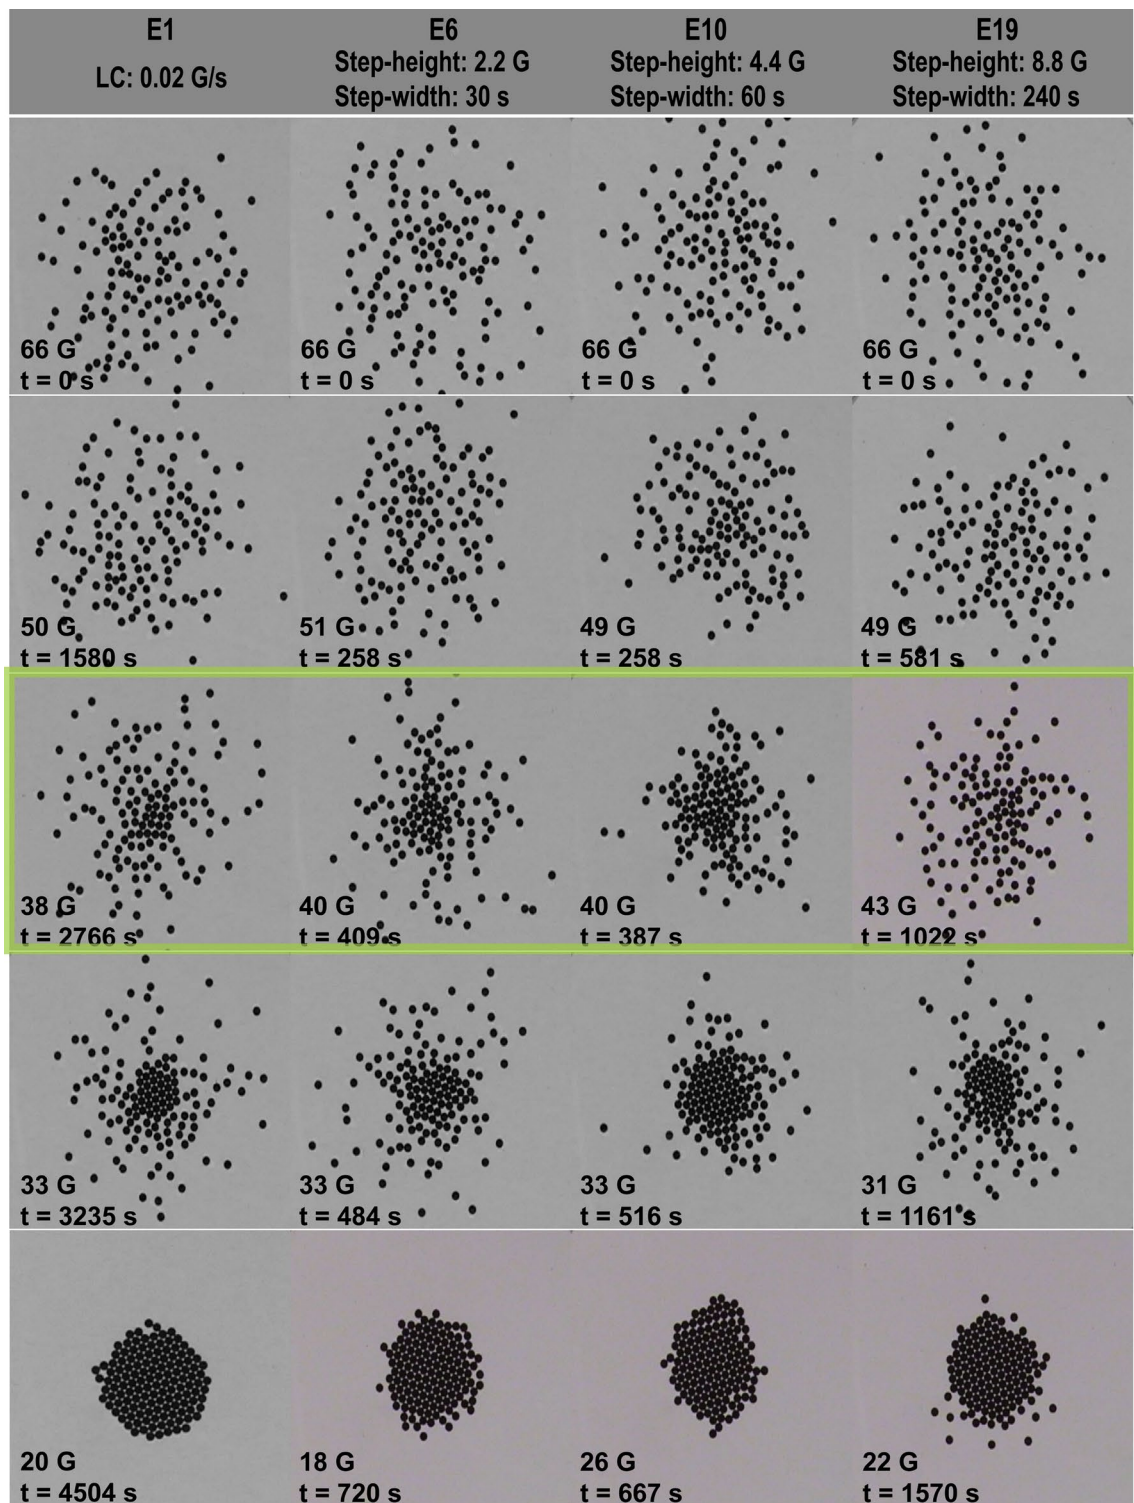 E1
LC: 0.02 G/s
E6
Step-height: 2.2 G
Step-width: 30 s
E10
Step-height: 4.4 G
Step-width: 60 s
E19
Step-height: 8.8 G
Step-width: 240 s
66 G
t = 0 s
66 G
t = 0 s
66 G
t = 0 s
66 G
t = 0 s
50 G
t = 1580 s
51 G
t = 258 s
49 G
t = 258 s
49 G
t = 581 s
38 G
t = 2766 s
40 G
t = 409 s
40 G
t = 387 s
43 G
t = 1022 s
33 G
t = 3235 s
33 G
t = 484 s
33 G
t = 516 s
31 G
t = 1161 s
20 G
t = 4504 s
18 G
t = 720 s
26 G
t = 667 s
22 G
t = 1570 s